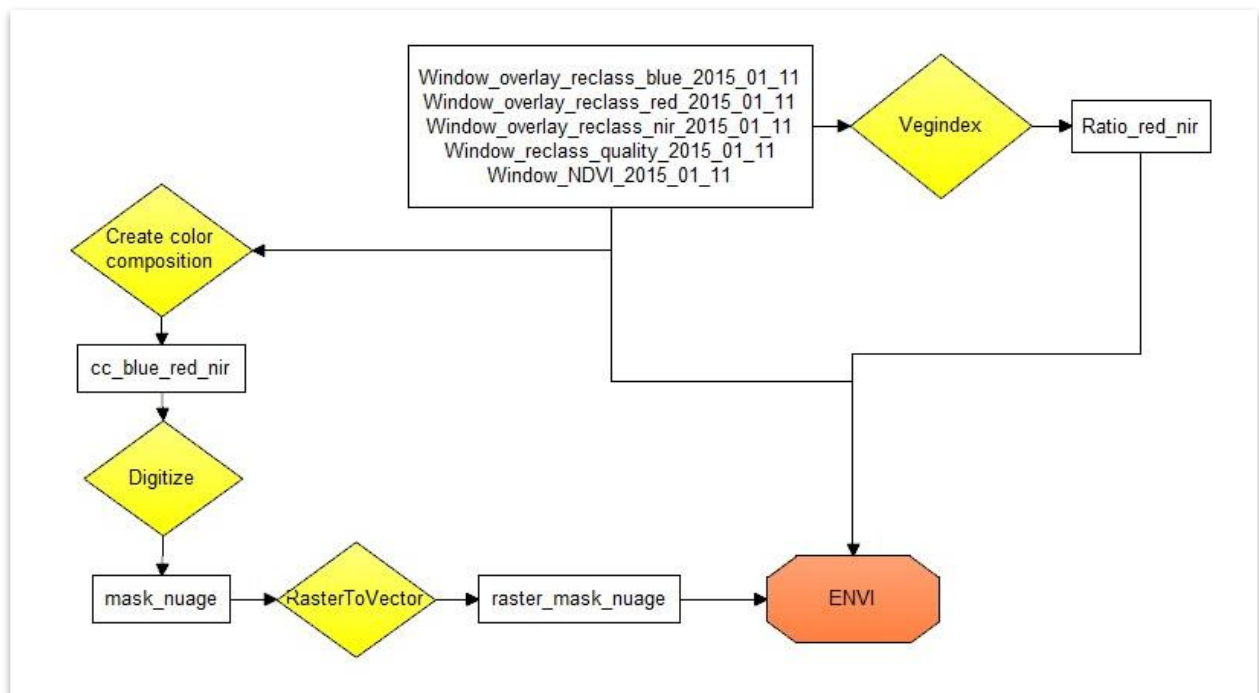 Window_overlay_reclass_blue_2015_01_11
Window_overlay_reclass_red_2015_01_11
Window_overlay_reclass_nir_2015_01_11
Window_reclass_quality_2015_01_11
Window_NDVI_2015_01_11
Vegindex
Ratio_red_nir
Create color
composition
cc_blue_red_nir
Digitize
mask_nuage
RasterToVector
raster_mask_nuage
ENVI